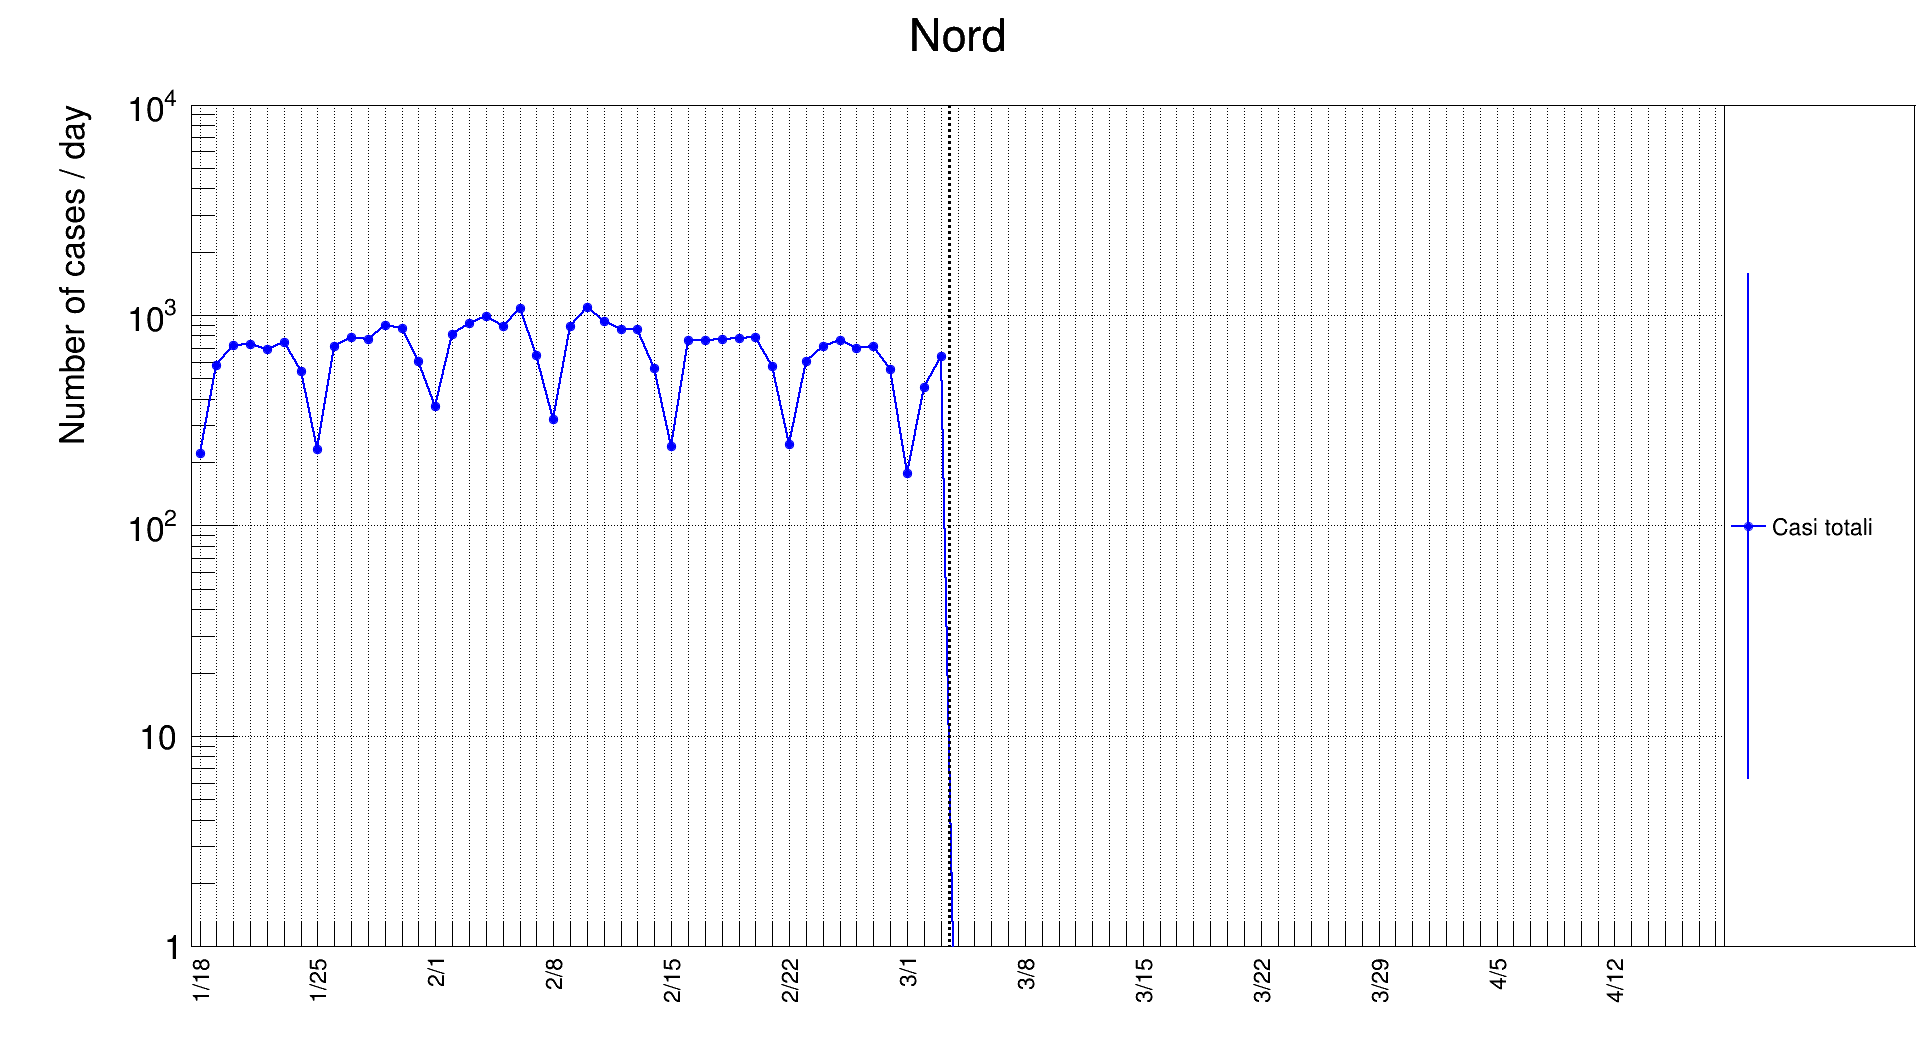 Nord
Number of cases / day
10^4
10^3
10^2
10
1
1/18 1/25 2/1 2/8 2/15 2/22 3/1 3/8 3/15 3/22 3/29 4/5 4/12
Casi totali